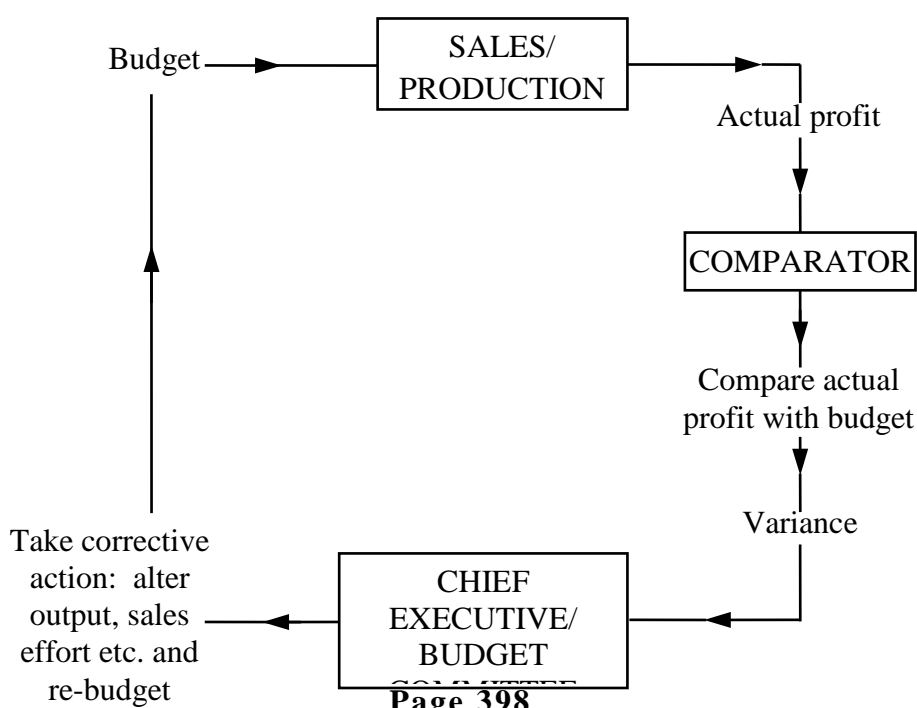 Budget
SALES/
PRODUCTION
Actual profit
COMPARATOR
Compare actual
profit with budget
Variance
CHIEF
EXECUTIVE/
BUDGET
COMMITTEE
Take corrective
action: alter
output, sales
effort etc. and
re-budget
Page 398